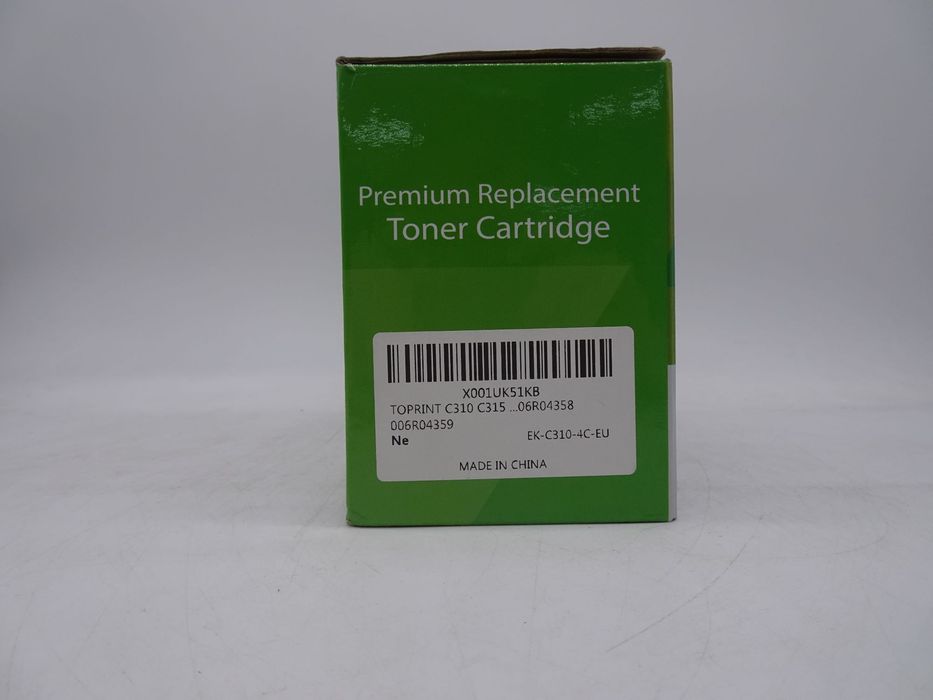 Premium Replacement
Toner Cartridge
X001UK51KB
TOPRINT C310 C315 ...06R04358
006R04359
Ne
EK-C310-4C-EU
MADE IN CHINA